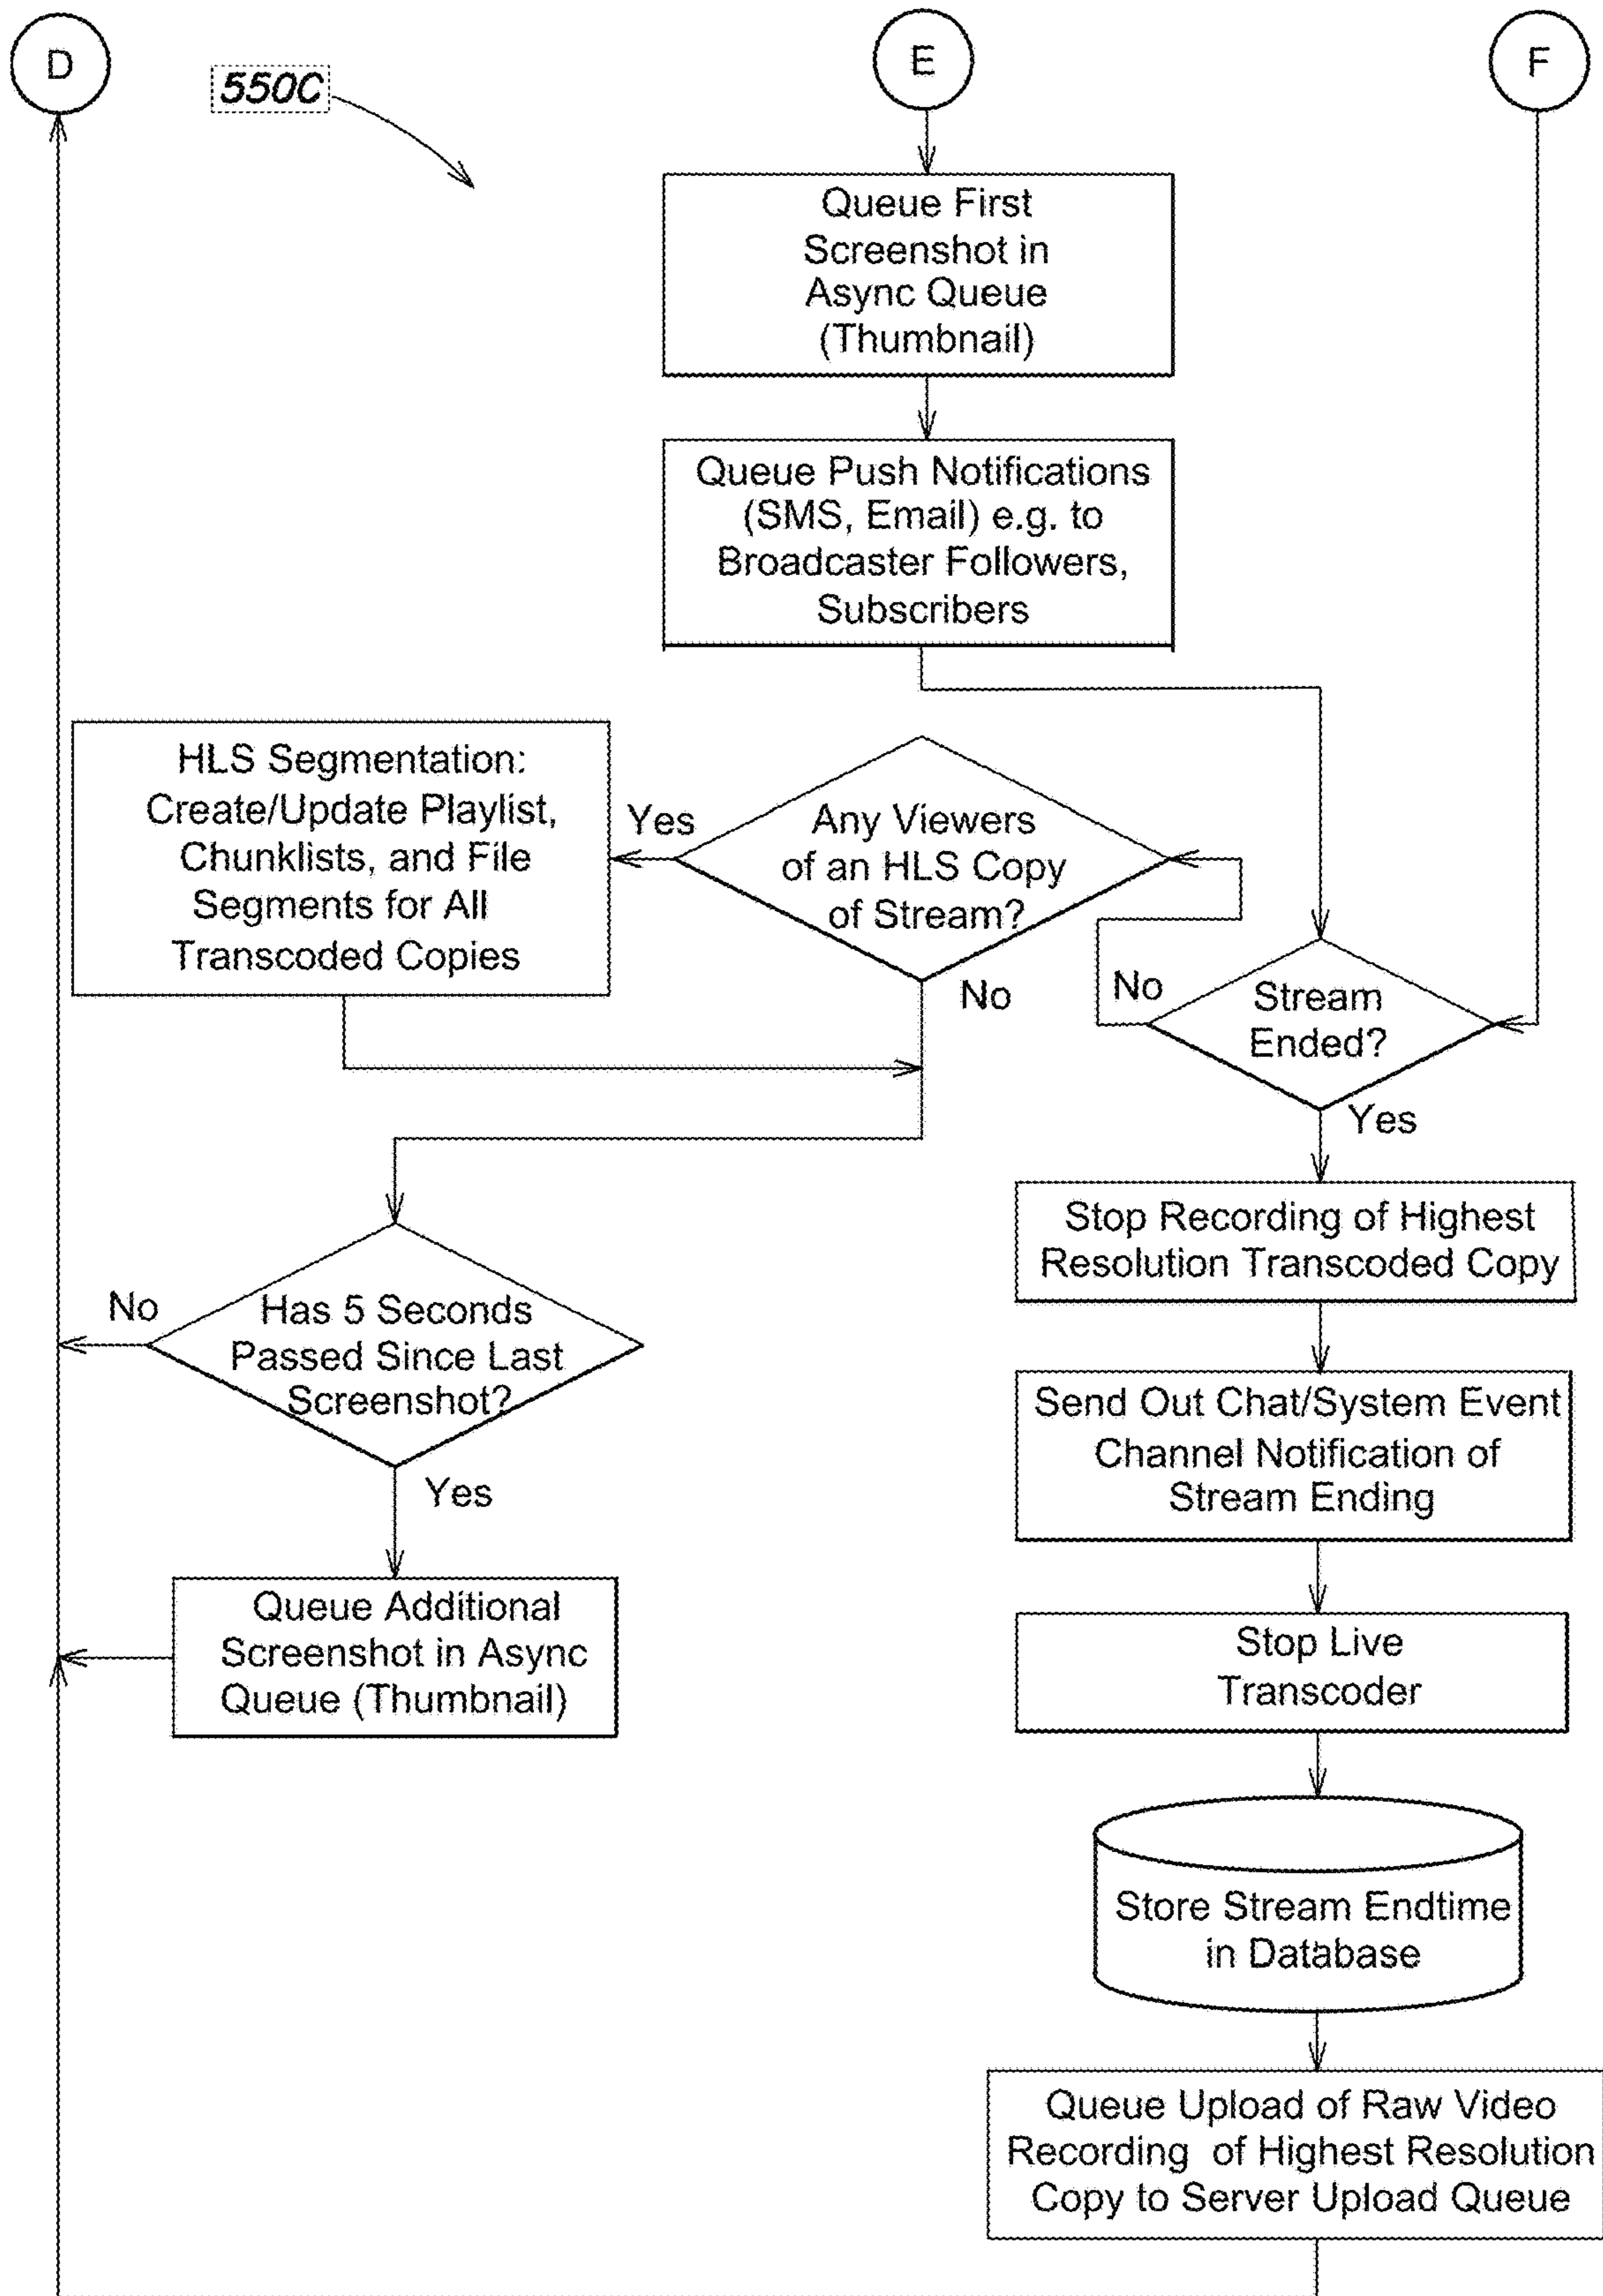 D
550C
E
F
Queue First
Screenshot in
Async Queue
(Thumbnail)
Queue Push Notifications
(SMS, Email) e.g. to
Broadcaster Followers,
Subscribers
HLS Segmentation:
Create/Update Playlist,
Chunklists, and File
Segments for All
Transcoded Copies
Yes
Any Viewers
of an HLS Copy
of Stream?
No
No
Stream
Ended?
Yes
Stop Recording of Highest
Resolution Transcoded Copy
No
Has 5 Seconds
Passed Since Last
Screenshot?
Yes
Send Out Chat/System Event
Channel Notification of
Stream Ending
Queue Additional
Screenshot in Async
Queue (Thumbnail)
Stop Live
Transcoder
Store Stream Endtime
in Database
Queue Upload of Raw Video
Recording of Highest Resolution
Copy to Server Upload Queue